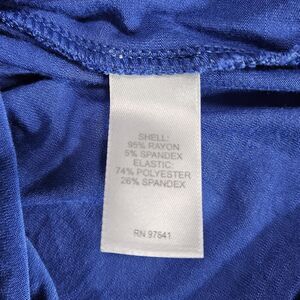 SHELL:
95% RAYON
5% SPANDEX
ELASTIC:
74% POLYESTER
26% SPANDEX
RN 97541